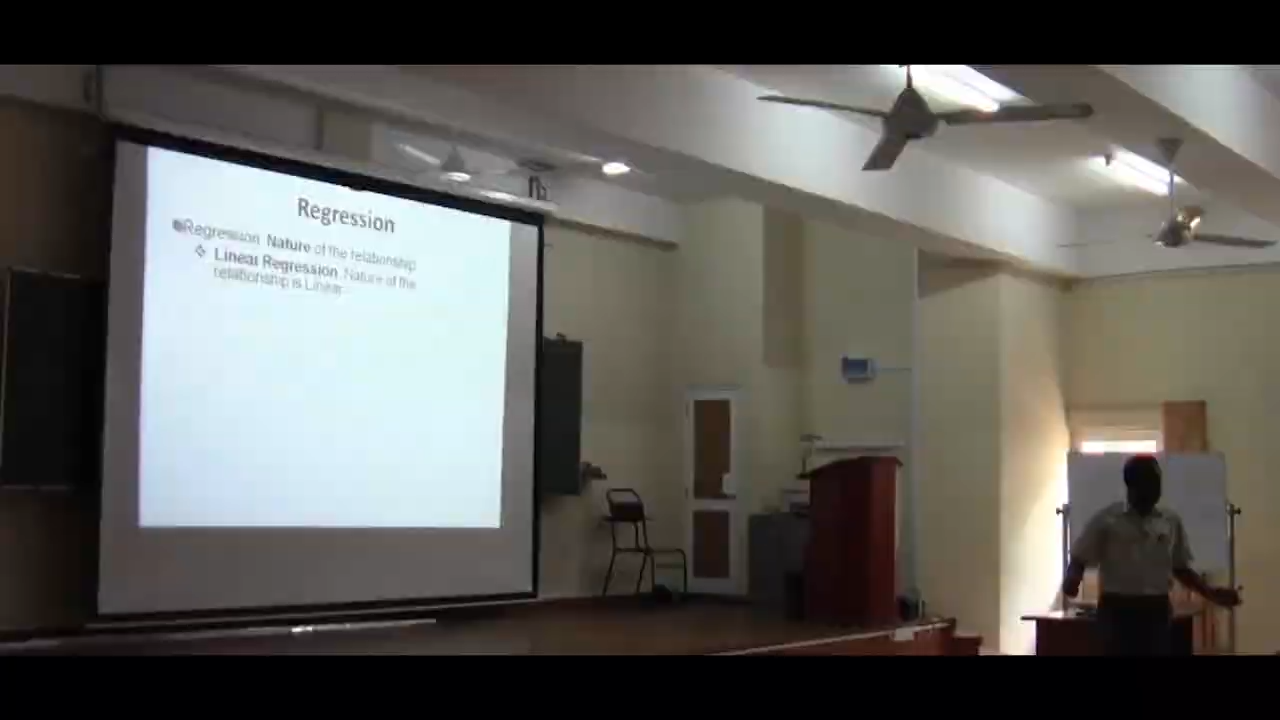 Regression
Regression Nature of the relationship
Linear Regression Nature of the
relationship is Linear